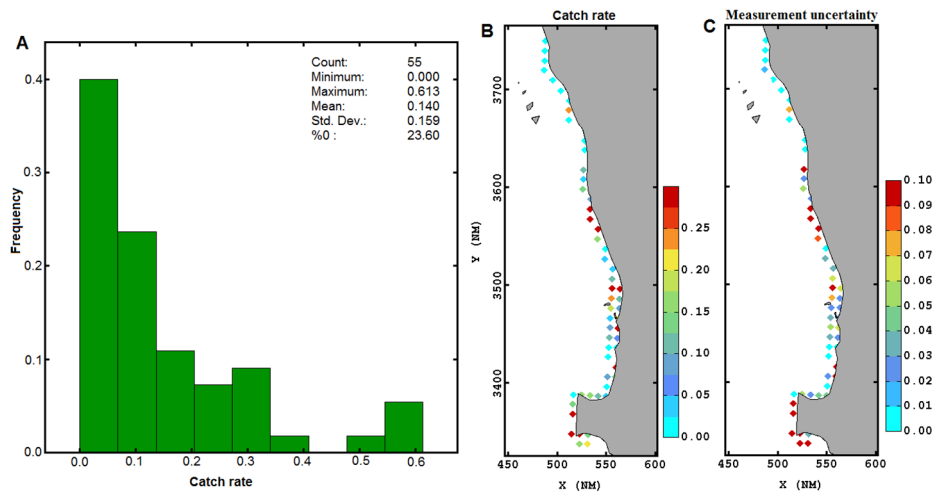 A
Frequency
0.4
0.3
0.2
0.1
0.0
0.0 0.1 0.2 0.3 0.4 0.5 0.6
Catch rate
Count: 55
Minimum: 0.000
Maximum: 0.613
Mean: 0.140
Std. Dev.: 0.159
%0 : 23.60
B
Catch rate
Y (NM)
3700
3600
3500
3400
450 500 550 600
X (NM)
0.25
0.20
0.15
0.10
0.05
0.00
C
Measurement uncertainty
450 500 550 600
X (NM)
0.10
0.09
0.08
0.07
0.06
0.05
0.04
0.03
0.02
0.01
0.00